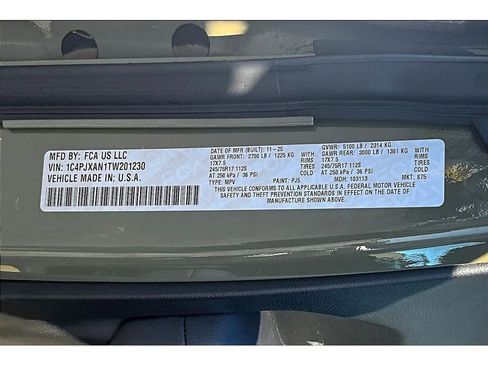 MFD BY: FCA US LLC
VIN: 1C4PJXAN1TW201230
VEHICLE MADE IN: U.S.A.
DATE OF MFR (BUILT): 11-25 GVWR: 5100 LB / 2314 KG
GAWR FRONT: 2700 LB / 1225 KG WITH GAWR REAR: 3000 LB / 1361 KG WITH
17X7.5 RIMS 17X7.5 RIMS
245/75R17 112S TIRES 245/75R17 112S TIRES
AT 250 kPa / 36 PSI COLD AT 250 kPa / 36 PSI COLD
TYPE: MPV PAINT: PJ5 MDH: 103113 MKT: 875
THIS VEHICLE CONFORMS TO ALL APPLICABLE U.S.A. FEDERAL MOTOR VEHICLE
SAFETY AND THEFT PREVENTION STANDARDS IN EFFECT ON THE DATE OF
MANUFACTURE SHOWN ABOVE.